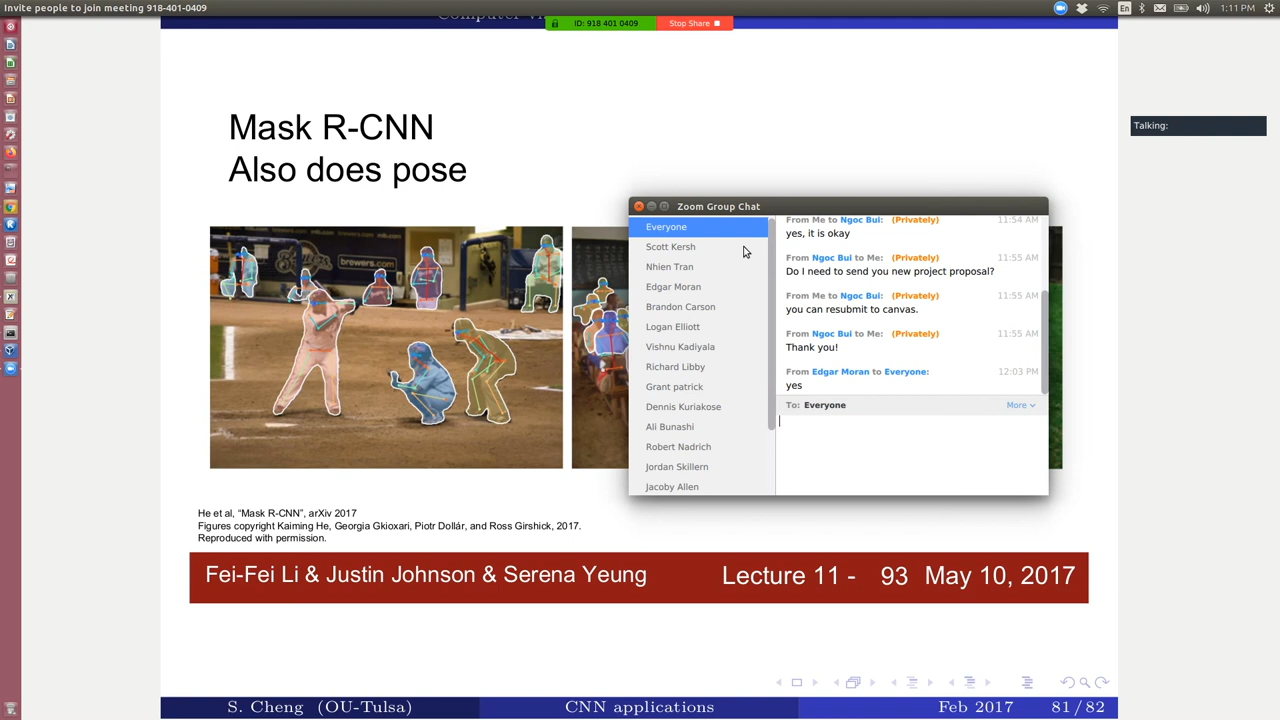 Invite people to join meeting 918-401-0409
En
1:11 PM
Computer vi
ID: 918 401 0409
Stop Share
Talking:
Mask R-CNN
Also does pose
brewers.com
Zoom Group Chat
Everyone
Scott Kersh
Nhien Tran
Edgar Moran
Brandon Carson
Logan Elliott
Vishnu Kadiyala
Richard Libby
Grant patrick
Dennis Kuriakose
Ali Bunashi
Robert Nadrich
Jordan Skillern
Jacoby Allen
From Me to Ngoc Bui: (Privately) 11:54 AM
yes, it is okay
From Ngoc Bui to Me: (Privately) 11:55 AM
Do I need to send you new project proposal?
From Me to Ngoc Bui: (Privately) 11:55 AM
you can resubmit to canvas.
From Ngoc Bui to Me: (Privately) 11:55 AM
Thank you!
From Edgar Moran to Everyone: 12:03 PM
yes
To: Everyone
More
He et al, “Mask R-CNN”, arXiv 2017
Figures copyright Kaiming He, Georgia Gkioxari, Piotr Dollár, and Ross Girshick, 2017.
Reproduced with permission.
Fei-Fei Li & Justin Johnson & Serena Yeung
Lecture 11 - 93 May 10, 2017
S. Cheng (OU-Tulsa)
CNN applications
Feb 2017 81/82